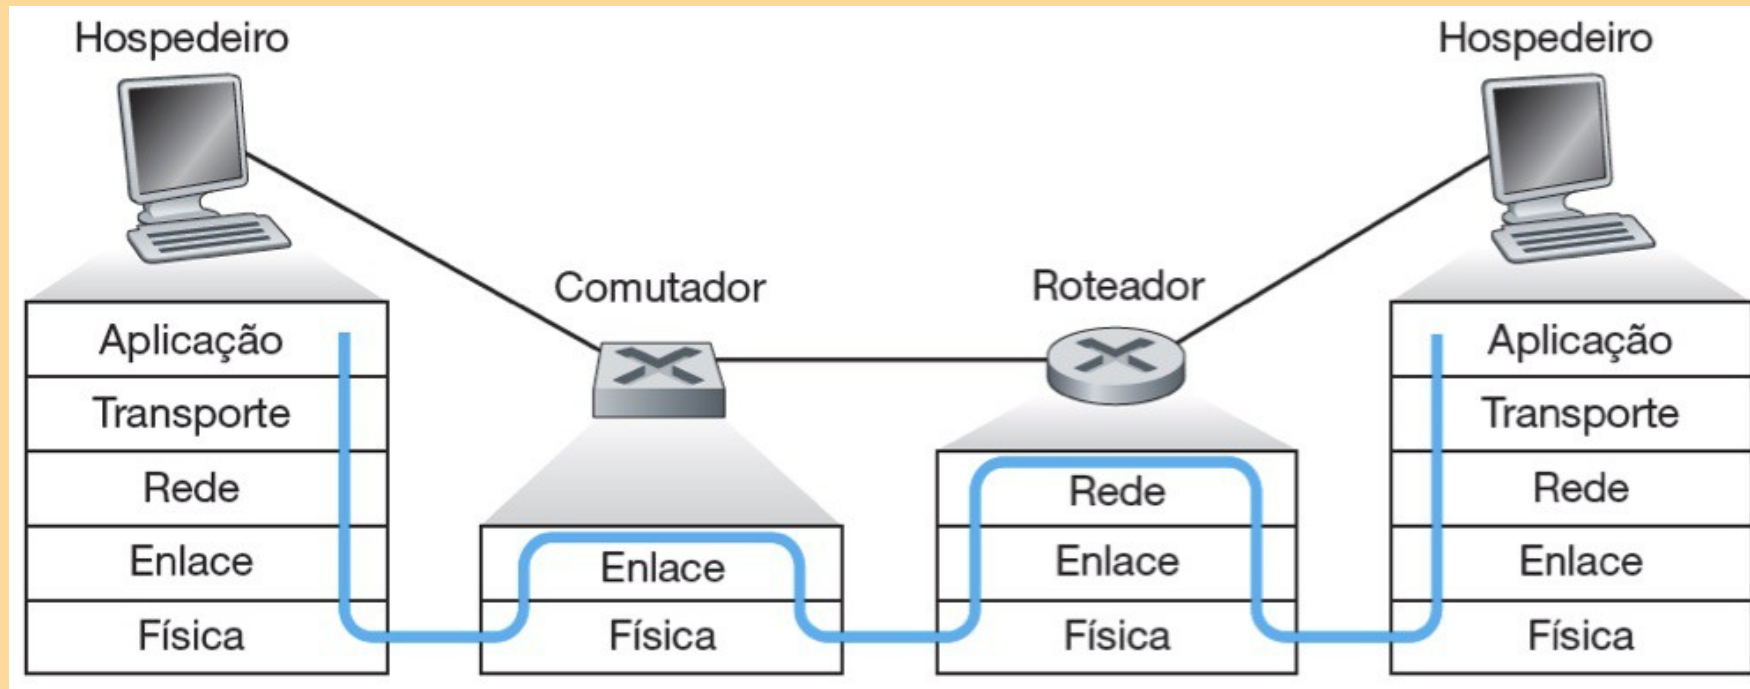 Hospedeiro
Hospedeiro
Comutador
Roteador
Aplicação
Transporte
Rede
Enlace
Física
Enlace
Física
Rede
Enlace
Física
Aplicação
Transporte
Rede
Enlace
Física